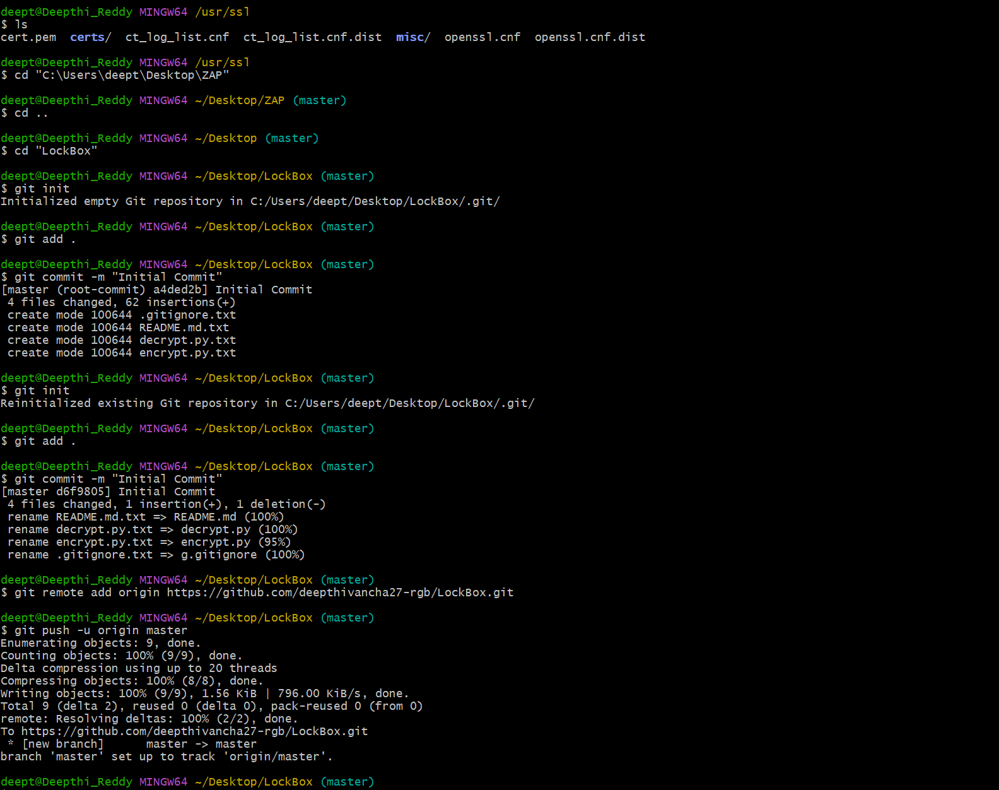 deept@Deepthi_Reddy MINGW64 /usr/ssl
$ ls
cert.pem  certs/  ct_log_list.cnf  ct_log_list.cnf.dist  misc/  openssl.cnf  openssl.cnf.dist
deept@Deepthi_Reddy MINGW64 /usr/ssl
$ cd "C:\Users\deept\Desktop\ZAP"
deept@Deepthi_Reddy MINGW64 ~/Desktop/ZAP (master)
$ cd ..
deept@Deepthi_Reddy MINGW64 ~/Desktop (master)
$ cd "LockBox"
deept@Deepthi_Reddy MINGW64 ~/Desktop/LockBox (master)
$ git init
Initialized empty Git repository in C:/Users/deept/Desktop/LockBox/.git/
deept@Deepthi_Reddy MINGW64 ~/Desktop/LockBox (master)
$ git add .
deept@Deepthi_Reddy MINGW64 ~/Desktop/LockBox (master)
$ git commit -m "Initial Commit"
[master (root-commit) a4ded2b] Initial Commit
 4 files changed, 62 insertions(+)
 create mode 100644 .gitignore.txt
 create mode 100644 README.md.txt
 create mode 100644 decrypt.py.txt
 create mode 100644 encrypt.py.txt
deept@Deepthi_Reddy MINGW64 ~/Desktop/LockBox (master)
$ git init
Reinitialized existing Git repository in C:/Users/deept/Desktop/LockBox/.git/
deept@Deepthi_Reddy MINGW64 ~/Desktop/LockBox (master)
$ git add .
deept@Deepthi_Reddy MINGW64 ~/Desktop/LockBox (master)
$ git commit -m "Initial Commit"
[master d6f9805] Initial Commit
 4 files changed, 1 insertion(+), 1 deletion(-)
 rename README.md.txt => README.md (100%)
 rename decrypt.py.txt => decrypt.py (100%)
 rename encrypt.py.txt => encrypt.py (95%)
 rename .gitignore.txt => g.gitignore (100%)
deept@Deepthi_Reddy MINGW64 ~/Desktop/LockBox (master)
$ git remote add origin https://github.com/deepthivancha27-rgb/LockBox.git
deept@Deepthi_Reddy MINGW64 ~/Desktop/LockBox (master)
$ git push -u origin master
Enumerating objects: 9, done.
Counting objects: 100% (9/9), done.
Delta compression using up to 20 threads
Compressing objects: 100% (8/8), done.
Writing objects: 100% (9/9), 1.56 KiB | 796.00 KiB/s, done.
Total 9 (delta 2), reused 0 (delta 0), pack-reused 0 (from 0)
remote: Resolving deltas: 100% (2/2), done.
To https://github.com/deepthivancha27-rgb/LockBox.git
 * [new branch]      master -> master
branch 'master' set up to track 'origin/master'.
deept@Deepthi_Reddy MINGW64 ~/Desktop/LockBox (master)